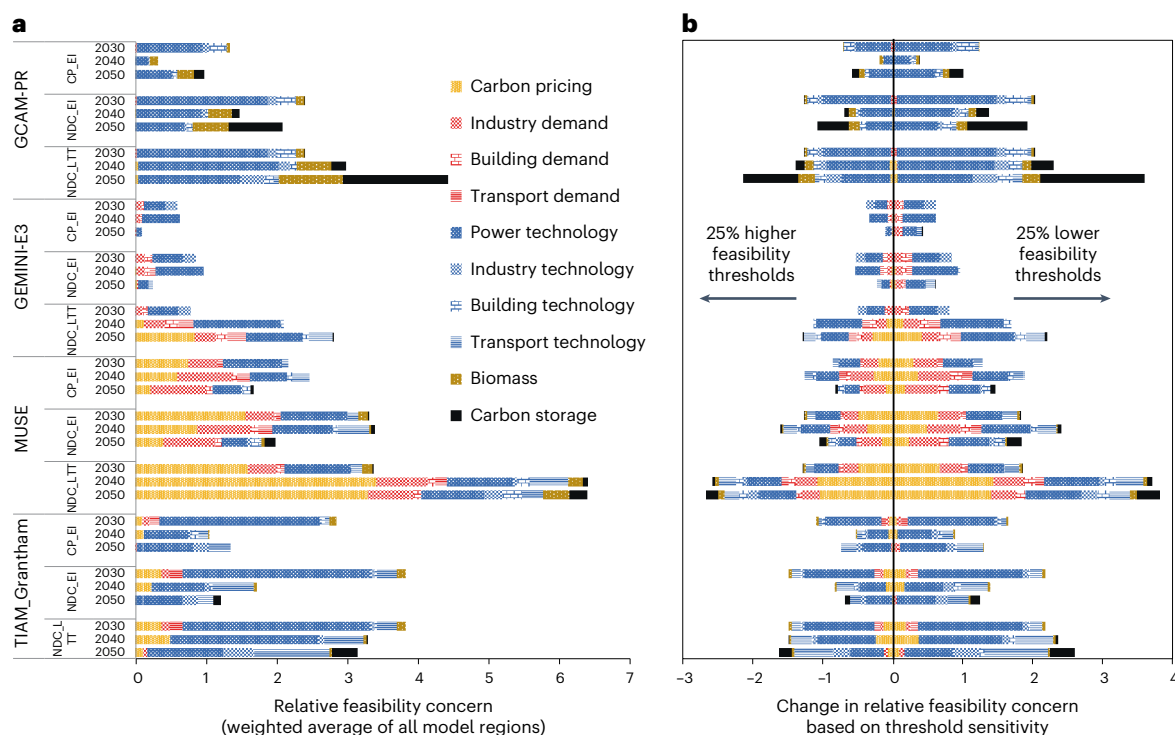 a
b
GCAM-PR
CP_EI
2030
2040
2050
NDC_EI
2030
2040
2050
NDC_LTT
2030
2040
2050
GEMINI-E3
CP_EI
2030
2040
2050
NDC_EI
2030
2040
2050
NDC_LTT
2030
2040
2050
MUSE
CP_EI
2030
2040
2050
NDC_EI
2030
2040
2050
NDC_LTT
2030
2040
2050
TIAM_Grantham
CP_EI
2030
2040
2050
NDC_EI
2030
2040
2050
NDC_L
TT
2030
2040
2050
Carbon pricing
Industry demand
Building demand
Transport demand
Power technology
Industry technology
Building technology
Transport technology
Biomass
Carbon storage
0 1 2 3 4 5 6 7
Relative feasibility concern
(weighted average of all model regions)
25% higher
feasibility
thresholds
25% lower
feasibility
thresholds
−3 −2 −1 0 1 2 3 4
Change in relative feasibility concern
based on threshold sensitivity